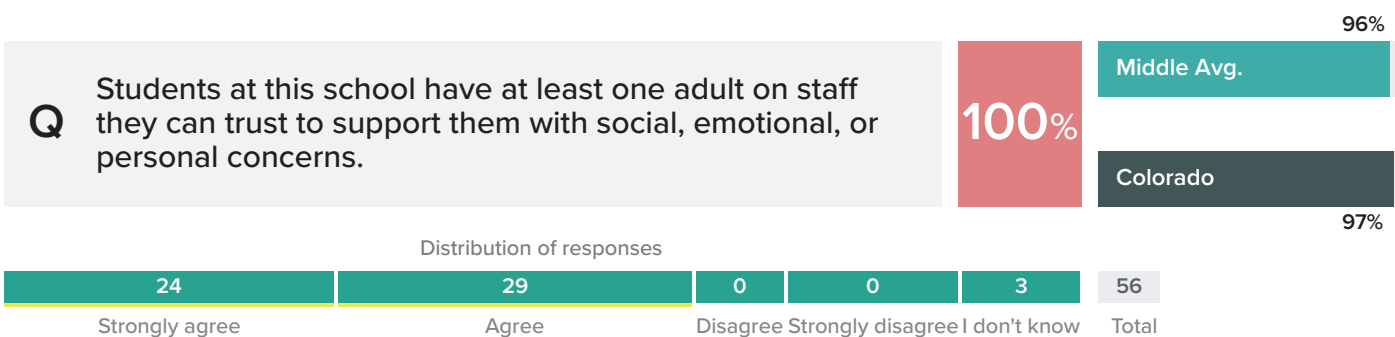 96%
Q
Students at this school have at least one adult on staff
they can trust to support them with social, emotional, or
personal concerns.
100%
Middle Avg.
Colorado
97%
Distribution of responses
24 29 0 0 3 56
Strongly agree Agree Disagree Strongly disagree I don't know Total